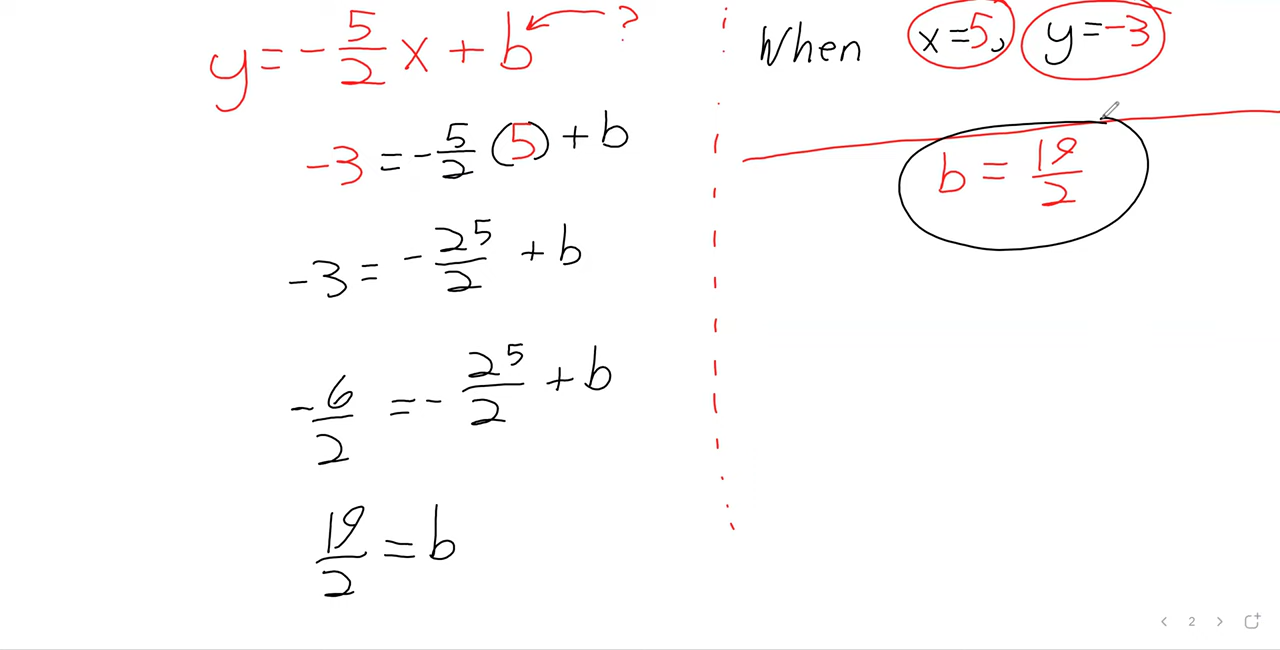 y = -5/2 x + b ?
-3 = -5/2 (5) + b
-3 = -25/2 + b
-6/2 = -25/2 + b
19/2 = b
When x=5, y=-3
b = 19/2
2